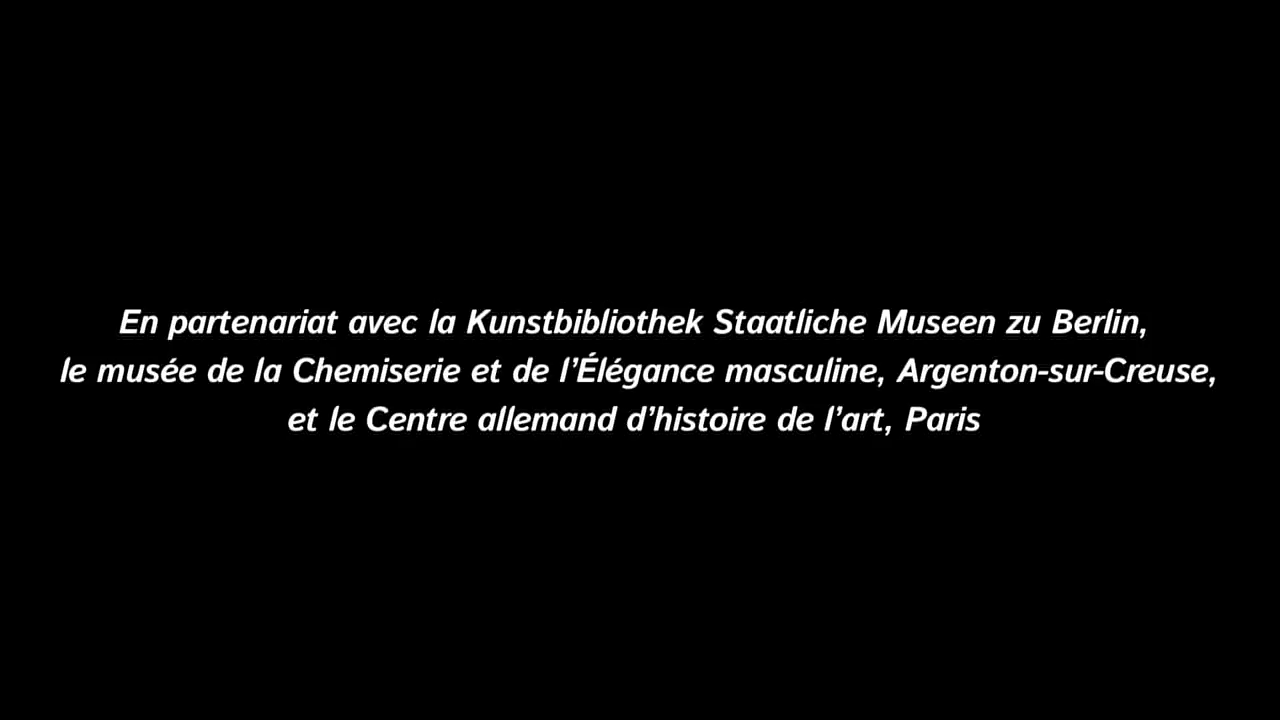 En partenariat avec la Kunstbibliothek Staatliche Museen zu Berlin,
le musée de la Chemiserie et de l’Élégance masculine, Argenton-sur-Creuse,
et le Centre allemand d’histoire de l’art, Paris